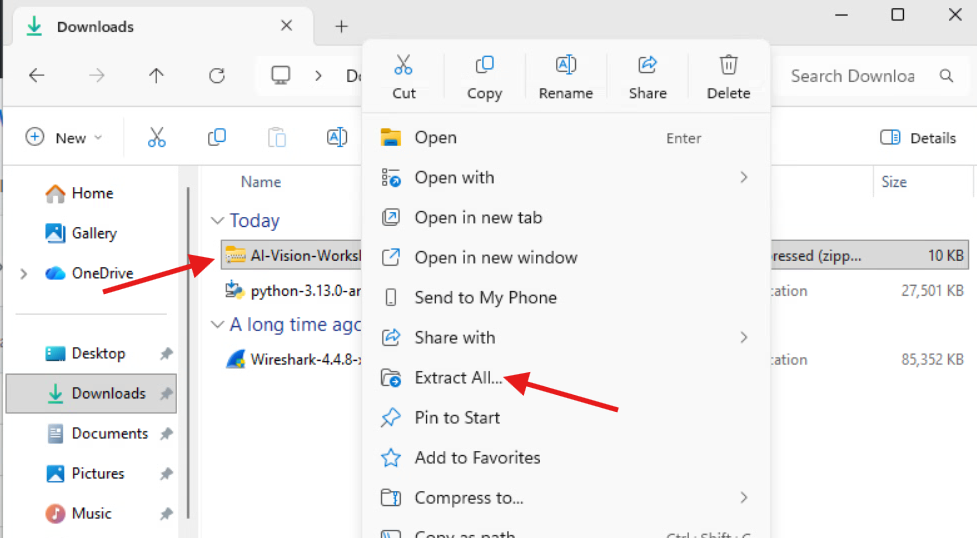 Downloads
Search Downloa
Cut
Copy
Rename
Share
Delete
New
Details
Open Enter
Open with
Open in new tab
Open in new window
Send to My Phone
Share with
Extract All...
Pin to Start
Add to Favorites
Compress to...
Copy as path
Home
Gallery
OneDrive
Desktop
Downloads
Documents
Pictures
Music
Name Size
Today
AI-Vision-Works ressed (zipp... 10 KB
python-3.13.0-a cation 27,501 KB
A long time ago
Wireshark-4.4.8- cation 85,352 KB